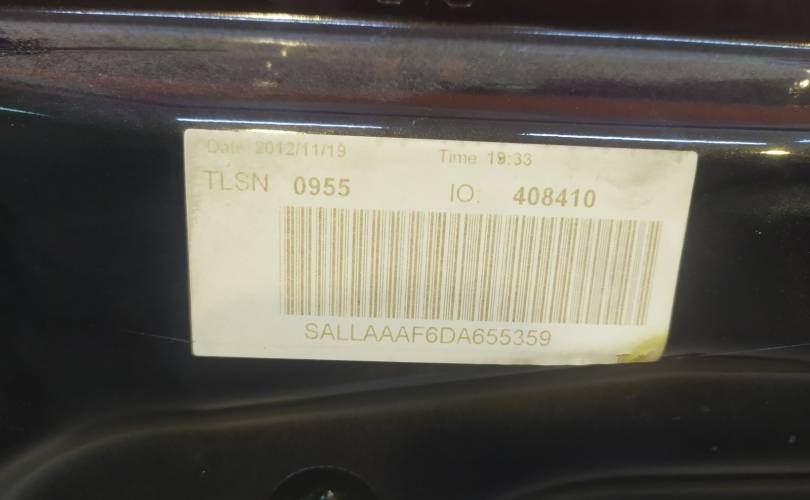 Date 2012/11/19 Time 19:33
TLSN 0955 IO: 408410
SALLAAAF6DA655359